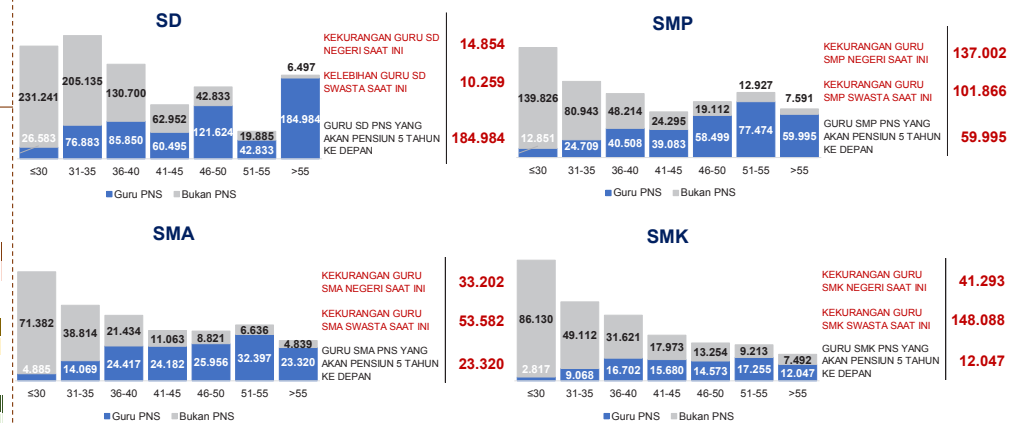 SD
231.241
205.135
130.700
62.952
42.833
19.885
6.497
26.583
76.883
85.850
60.495
121.624
42.833
184.984
≤30 31-35 36-40 41-45 46-50 51-55 >55
Guru PNS Bukan PNS
KEKURANGAN GURU SD
NEGERI SAAT INI
14.854
KELEBIHAN GURU SD
SWASTA SAAT INI
10.259
GURU SD PNS YANG
AKAN PENSIUN 5 TAHUN
KE DEPAN
184.984
SMP
139.826
80.943
48.214
24.295
19.112
12.927
7.591
12.851
24.709
40.508
39.083
58.499
77.474
59.995
≤30 31-35 36-40 41-45 46-50 51-55 >55
Guru PNS Bukan PNS
KEKURANGAN GURU
SMP NEGERI SAAT INI
137.002
KEKURANGAN GURU
SMP SWASTA SAAT INI
101.866
GURU SMP PNS YANG
AKAN PENSIUN 5 TAHUN
KE DEPAN
59.995
SMA
71.382
38.814
21.434
11.063
8.821
6.636
4.839
4.885
14.069
24.417
24.182
25.956
32.397
23.320
≤30 31-35 36-40 41-45 46-50 51-55 >55
Guru PNS Bukan PNS
KEKURANGAN GURU
SMA NEGERI SAAT INI
33.202
KEKURANGAN GURU
SMA SWASTA SAAT INI
53.582
GURU SMA PNS YANG
AKAN PENSIUN 5 TAHUN
KE DEPAN
23.320
SMK
86.130
49.112
31.621
17.973
13.254
9.213
7.492
2.817
9.068
16.702
15.680
14.573
17.255
12.047
≤30 31-35 36-40 41-45 46-50 51-55 >55
Guru PNS Bukan PNS
KEKURANGAN GURU
SMK NEGERI SAAT INI
41.293
KEKURANGAN GURU
SMK SWASTA SAAT INI
148.088
GURU SMK PNS YANG
AKAN PENSIUN 5 TAHUN
KE DEPAN
12.047